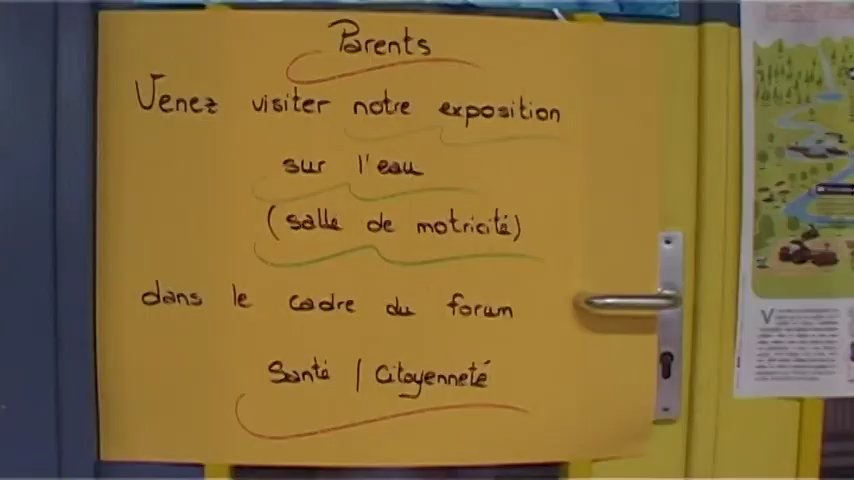 Parents
Venez visiter notre exposition
sur l'eau
(salle de motricité)
dans le cadre du forum
Santé / Citoyenneté